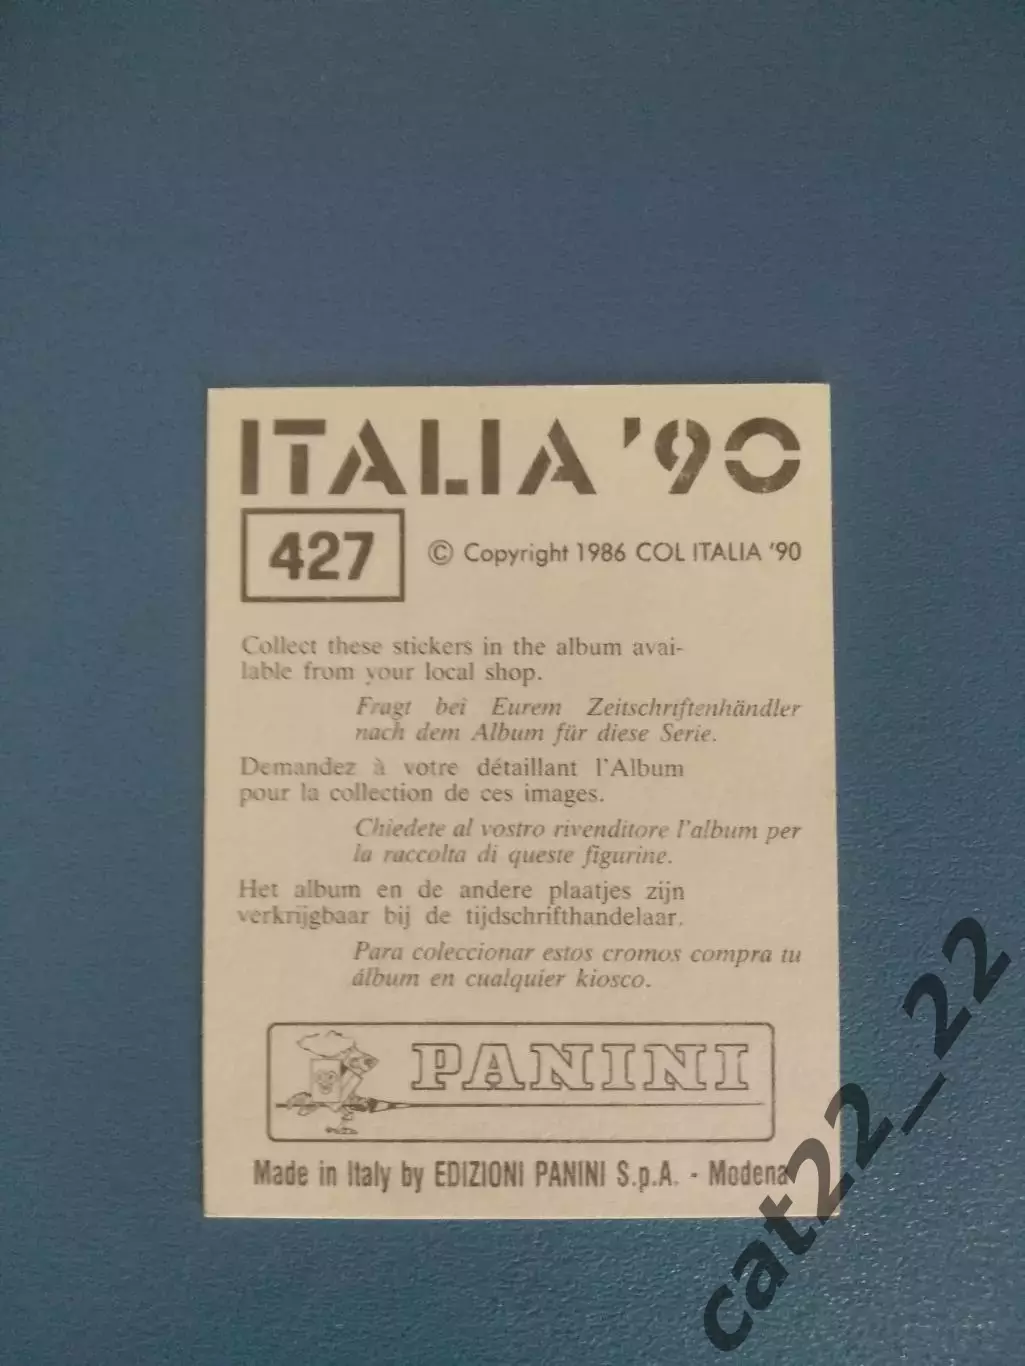 ITALIA '90
427
© Copyright 1986 COL ITALIA '90
Collect these stickers in the album avai-
lable from your local shop.
Fragt bei Eurem Zeitschriftenhändler
nach dem Album für diese Serie.
Demandez à votre détaillant l'Album
pour la collection de ces images.
Chiedete al vostro rivenditore l'album per
la raccolta di queste figurine.
Het album en de andere plaatjes zijn
verkrijgbaar bij de tijdschrifthandelaar.
Para coleccionar estos cromos compra tu
álbum en cualquier kiosco.
PANINI
Made in Italy by EDIZIONI PANINI S.p.A. - Modena
cat22_22